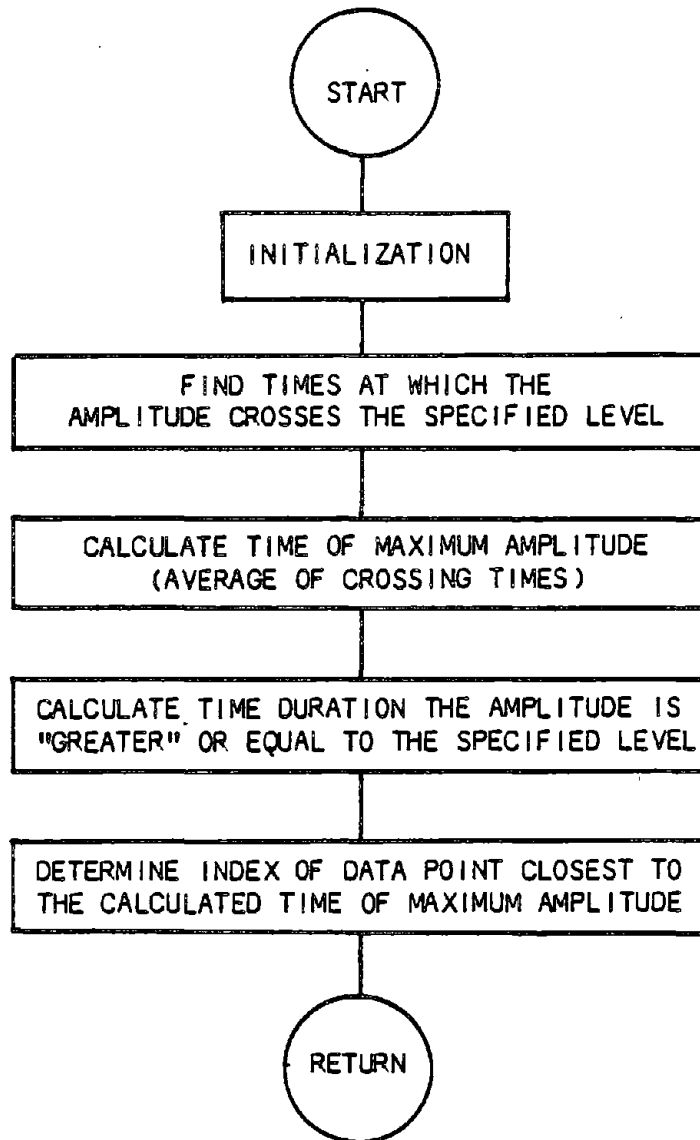 START
INITIALIZATION
FIND TIMES AT WHICH THE
AMPLITUDE CROSSES THE SPECIFIED LEVEL
CALCULATE TIME OF MAXIMUM AMPLITUDE
(AVERAGE OF CROSSING TIMES)
CALCULATE TIME DURATION THE AMPLITUDE IS
"GREATER" OR EQUAL TO THE SPECIFIED LEVEL
DETERMINE INDEX OF DATA POINT CLOSEST TO
THE CALCULATED TIME OF MAXIMUM AMPLITUDE
RETURN